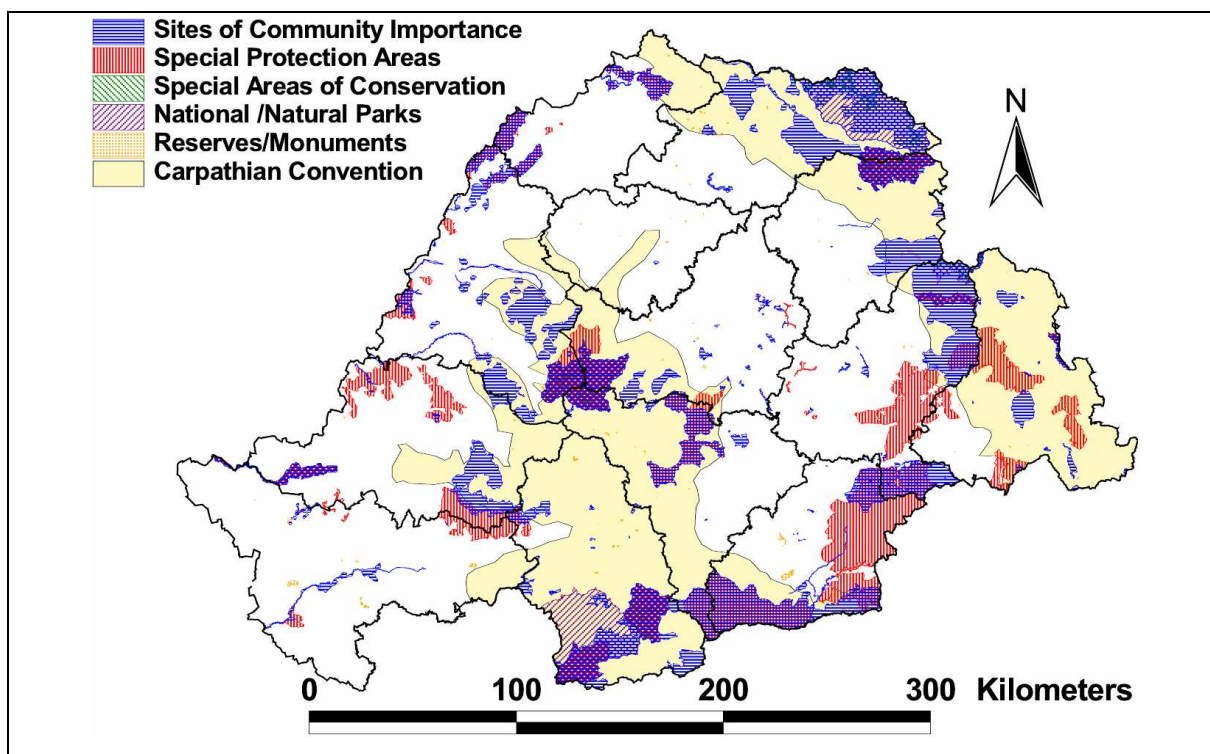 Sites of Community Importance
Special Protection Areas
Special Areas of Conservation
National /Natural Parks
Reserves/Monuments
Carpathian Convention
N
0 100 200 300 Kilometers